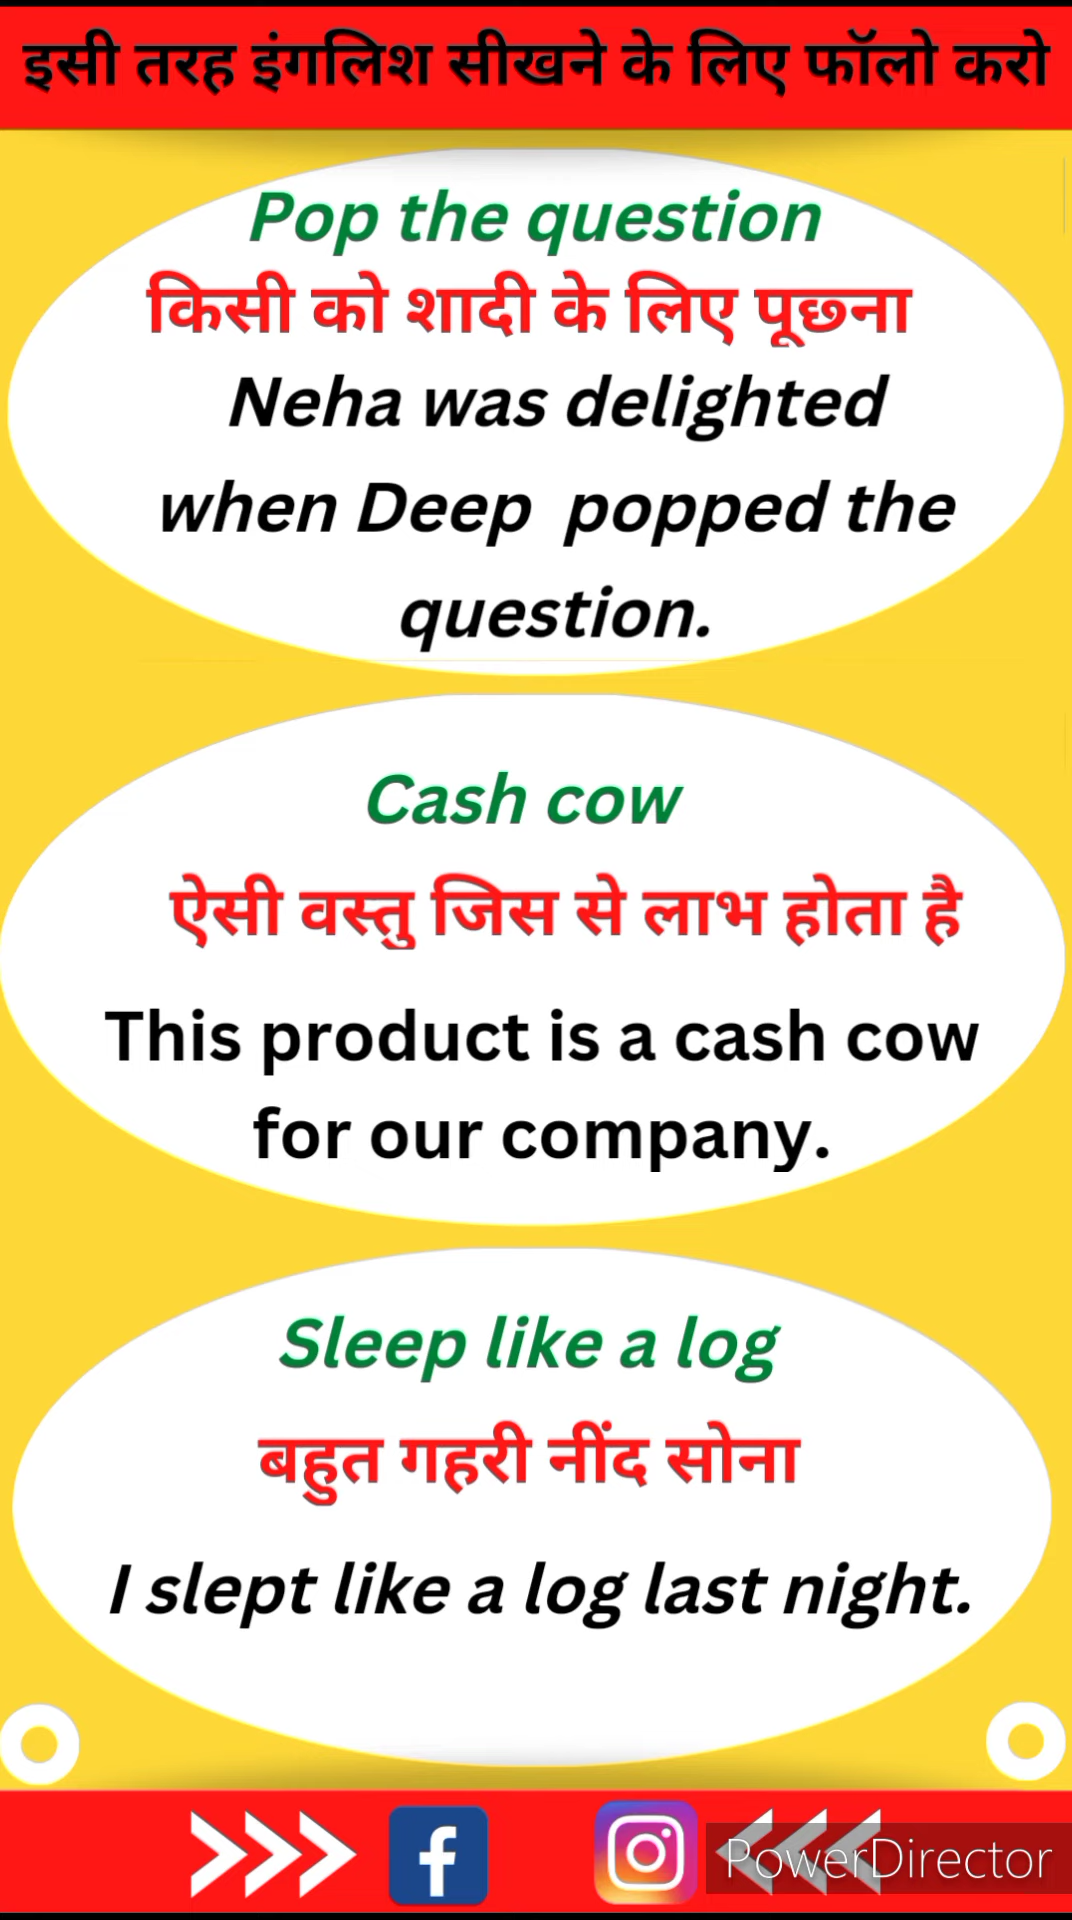 इसी तरह इंगलिश सीखने के लिए फॉलो करो
Pop the question
किसी को शादी के लिए पूछना
Neha was delighted
when Deep popped the
question.
Cash cow
ऐसी वस्तु जिस से लाभ होता है
This product is a cash cow
for our company.
Sleep like a log
बहुत गहरी नींद सोना
I slept like a log last night.
PowerDirector